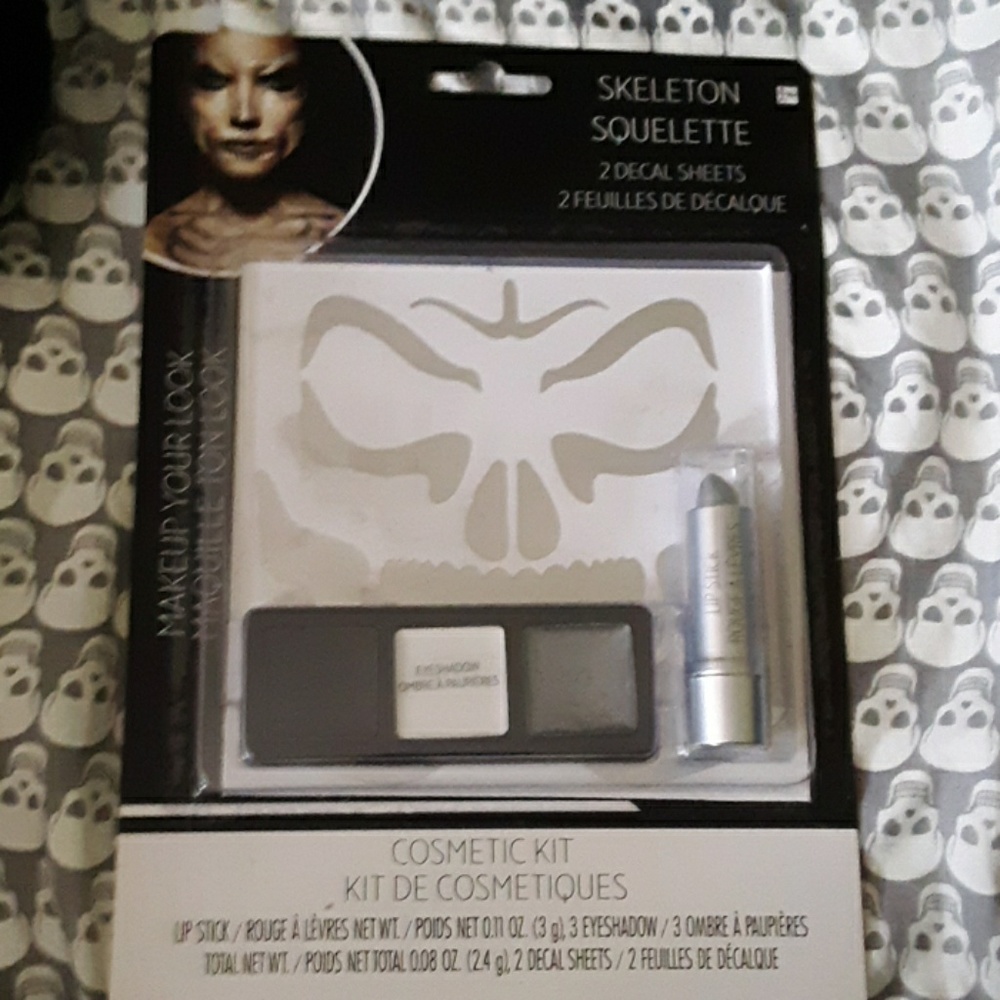 SKELETON
SQUELETTE
2 DECAL SHEETS
2 FEUILLES DE DÉCALQUE
MAKEUP YOUR LOOK
MAQUILLE TON LOOK
LIPSTICK
ROUGE À LÈVRES
EYESHADOW
OMBRE À PAUPIÈRES
COSMETIC KIT
KIT DE COSMETIQUES
LIP STICK / ROUGE À LÈVRES NET WT. / POIDS NET 0.11 OZ. (3 g), 3 EYESHADOW / 3 OMBRE À PAUPIÈRES
TOTAL NET WT. / POIDS NET TOTAL 0.08 OZ. (2.4 g), 2 DECAL SHEETS / 2 FEUILLES DE DÉCALQUE